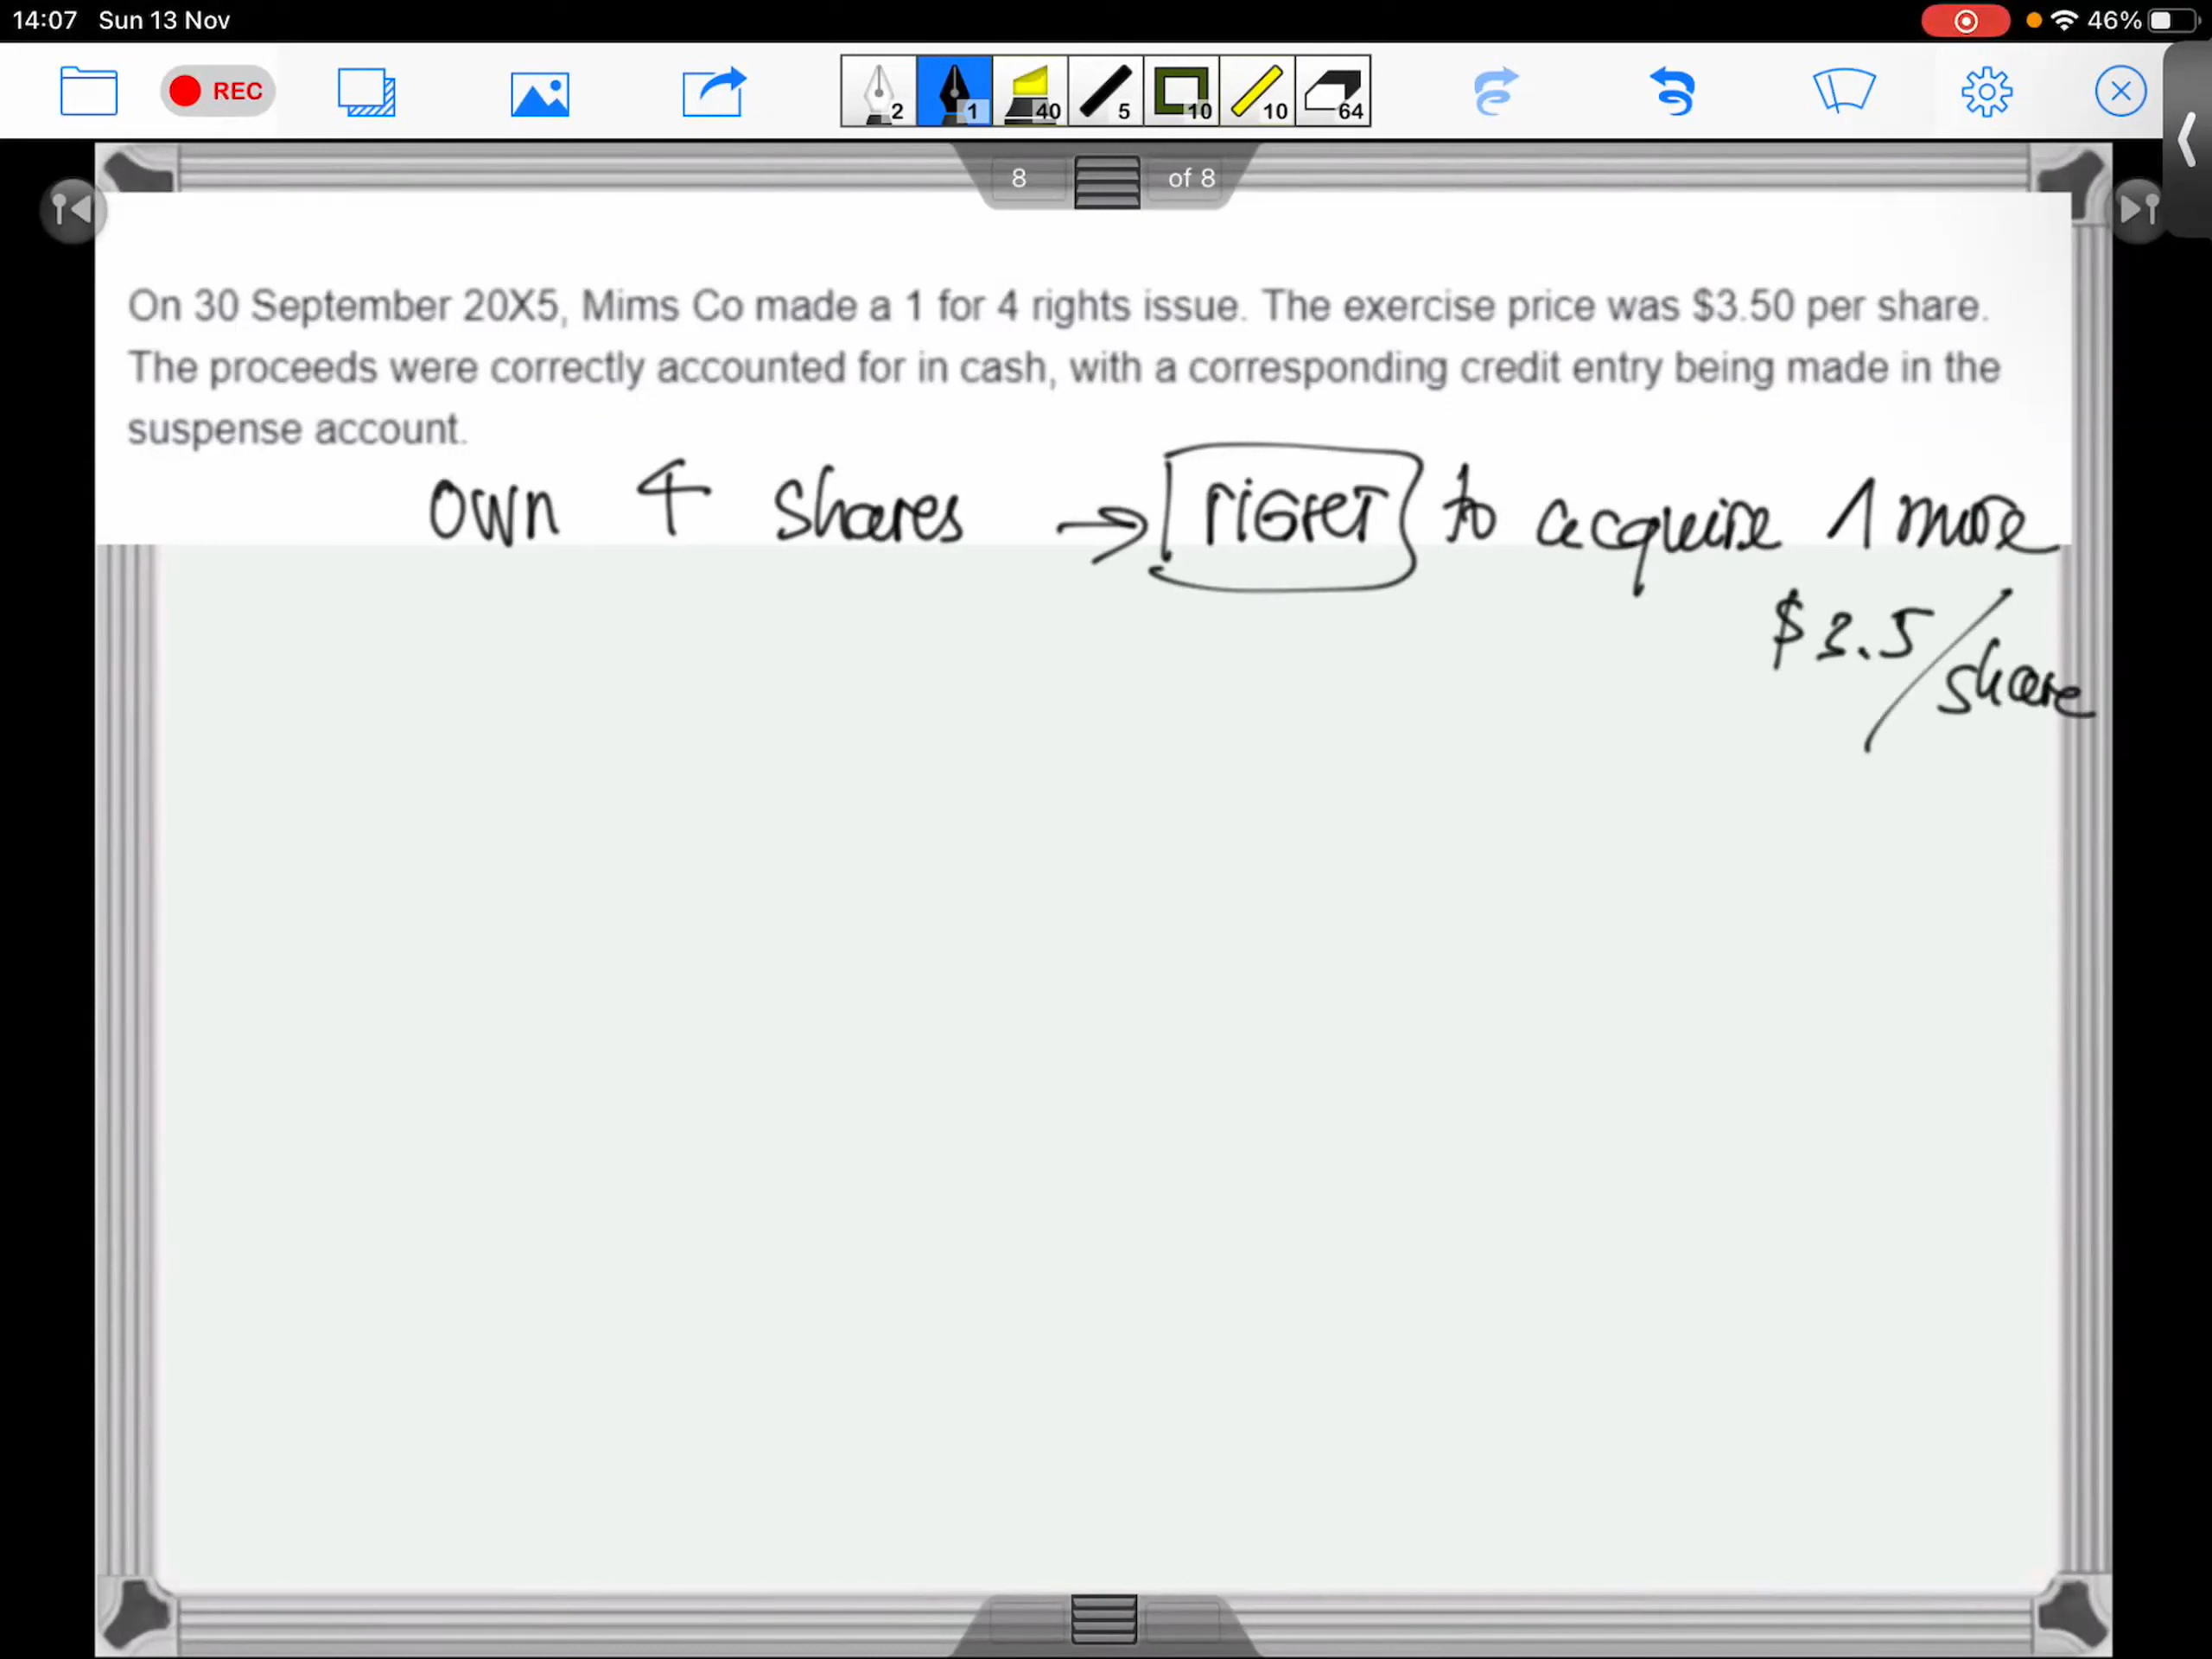 14:07 Sun 13 Nov 46%
REC 2 1 40 5 10 10 64
8 of 8
On 30 September 20X5, Mims Co made a 1 for 4 rights issue. The exercise price was $3.50 per share.
The proceeds were correctly accounted for in cash, with a corresponding credit entry being made in the
suspense account.
own 4 shares → RIGHT to acquire 1 more
$3.5/share